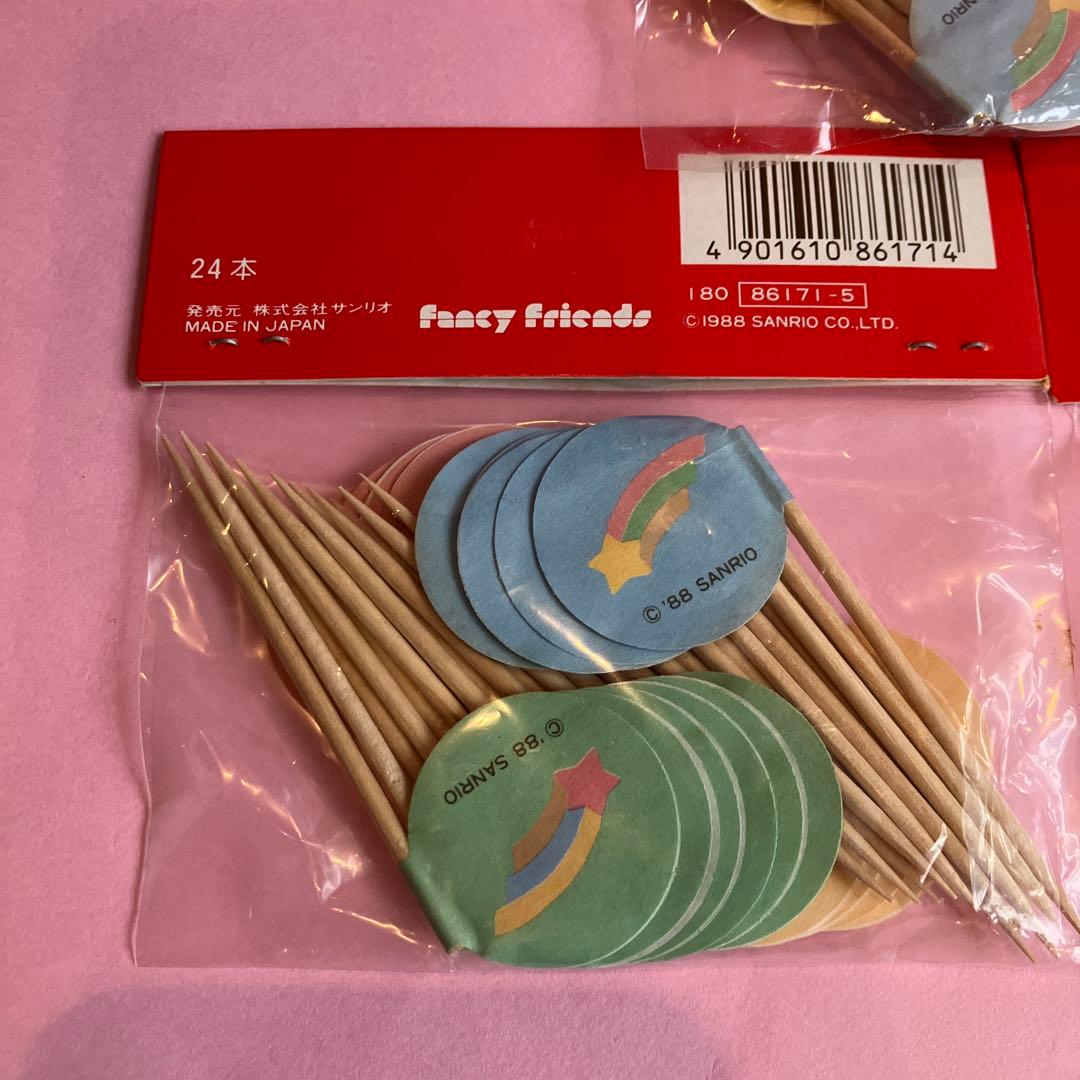 SANRIO
4 901610 861714
24本
180 86171-5
発売元 株式会社サンリオ
MADE IN JAPAN
Fancy Friends
©1988 SANRIO CO.,LTD.
© '88 SANRIO
© '88 SANRIO